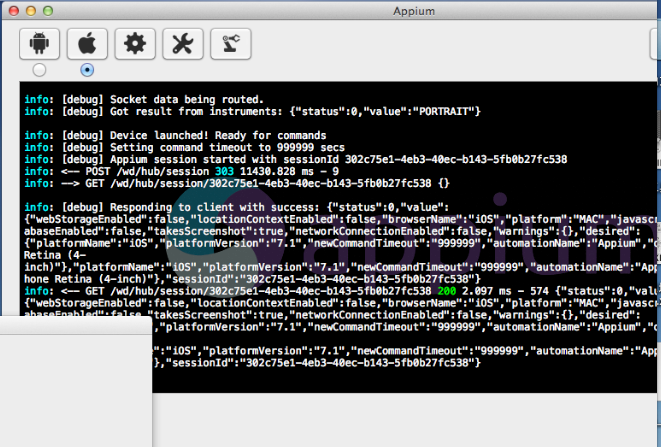 Appium
info: [debug] Socket data being routed.
info: [debug] Got result from instruments: {"status":0,"value":"PORTRAIT"}
info: [debug] Device launched! Ready for commands
info: [debug] Setting command timeout to 999999 secs
info: [debug] Appium session started with sessionId 302c75e1-4eb3-40ec-b143-5fb0b27fc538
info: <-- POST /wd/hub/session 303 11430.828 ms - 9
info: --> GET /wd/hub/session/302c75e1-4eb3-40ec-b143-5fb0b27fc538 {}
info: [debug] Responding to client with success: {"status":0,"value":
{"webStorageEnabled":false,"locationContextEnabled":false,"browserName":"iOS","platform":"MAC","javascr
abaseEnabled":false,"takesScreenshot":true,"networkConnectionEnabled":false,"warnings":{},"desired":
{"platformName":"iOS","platformVersion":"7.1","newCommandTimeout":"999999","automationName":"Appium","d
Retina (4-
inch)"},"platformName":"iOS","platformVersion":"7.1","newCommandTimeout":"999999","automationName":"App
hone Retina (4-inch)"},"sessionId":"302c75e1-4eb3-40ec-b143-5fb0b27fc538"}
info: <-- GET /wd/hub/session/302c75e1-4eb3-40ec-b143-5fb0b27fc538 200 2.097 ms - 574 {"status":0,"valu
{"webStorageEnabled":false,"locationContextEnabled":false,"browserName":"iOS","platform":"MAC","javascr
abaseEnabled":false,"takesScreenshot":true,"networkConnectionEnabled":false,"warnings":{},"desired":
,"platformVersion":"7.1","newCommandTimeout":"999999","automationName":"Appium","d
me":"iOS","platformVersion":"7.1","newCommandTimeout":"999999","automationName":"App
"},"sessionId":"302c75e1-4eb3-40ec-b143-5fb0b27fc538"}
appium